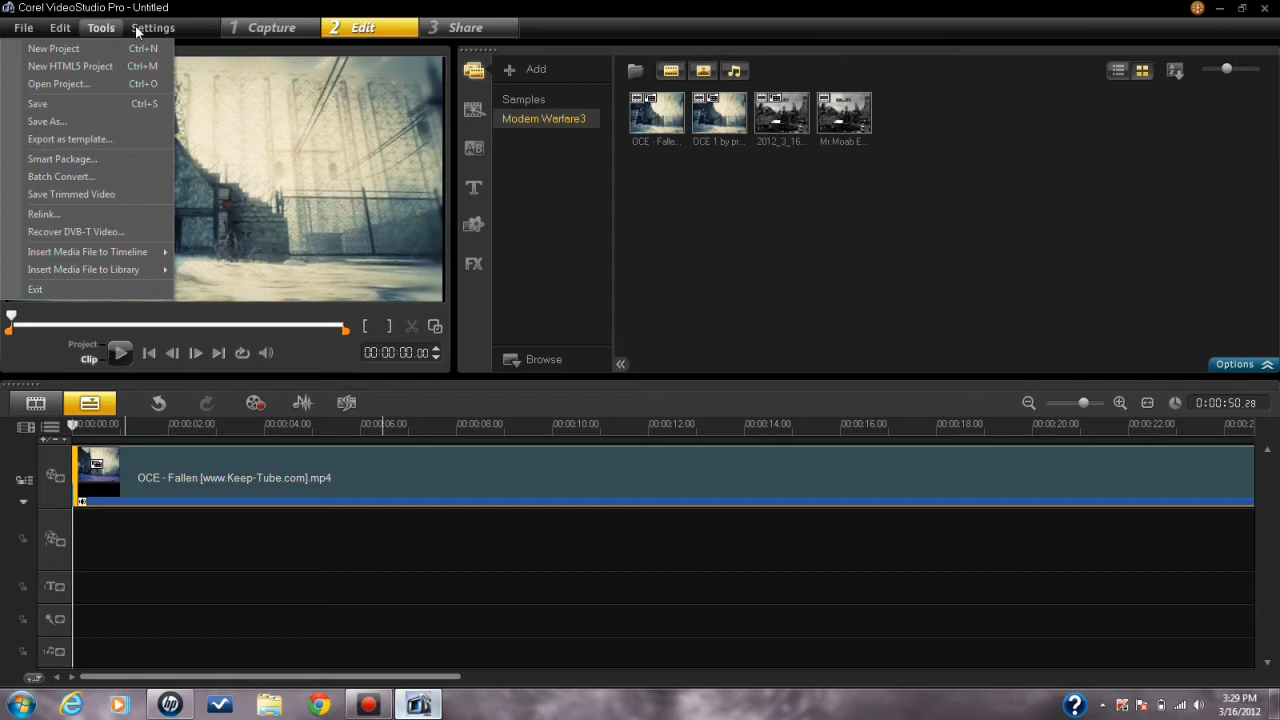 Corel VideoStudio Pro - Untitled
File Edit Tools Settings 1 Capture 2 Edit 3 Share
New Project Ctrl+N
New HTML5 Project Ctrl+M
Open Project... Ctrl+O
Save Ctrl+S
Save As...
Export as template...
Smart Package...
Batch Convert...
Save Trimmed Video
Relink...
Recover DVB-T Video...
Insert Media File to Timeline
Insert Media File to Library
Exit
Add
Samples
Modern Warfare3
Browse
OCE - Falle... OCE 1 by pr... 2012_3_16... Mr.Moab E...
Options
Project
Clip
00:00:00.00
0:00:50.28
00:00:00.00 00:00:02.00 00:00:04.00 00:00:06.00 00:00:08.00 00:00:10.00 00:00:12.00 00:00:14.00 00:00:16.00 00:00:18.00 00:00:20.00 00:00:22.00 00:00:2
OCE - Fallen [www.Keep-Tube.com].mp4
3:29 PM
3/16/2012